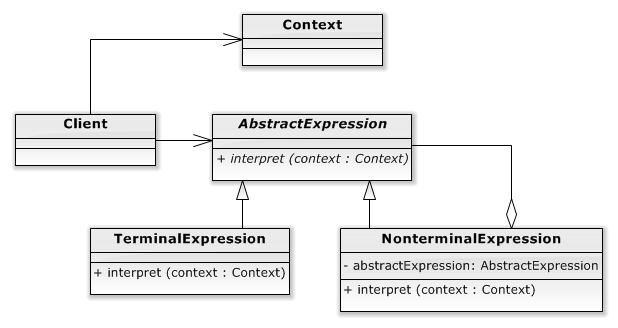 Context
Client
AbstractExpression
+ interpret (context : Context)
TerminalExpression
+ interpret (context : Context)
NonterminalExpression
- abstractExpression: AbstractExpression
+ interpret (context : Context)